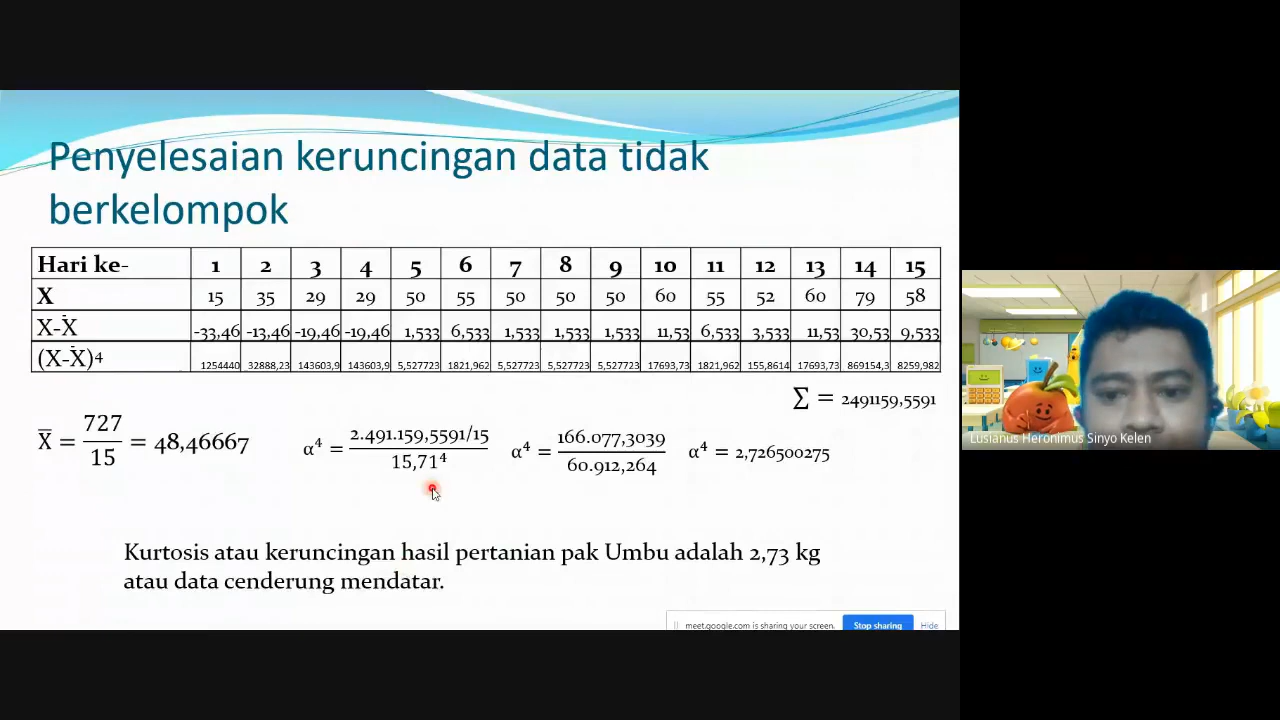 Penyelesaian keruncingan data tidak
berkelompok
Hari ke- 1 2 3 4 5 6 7 8 9 10 11 12 13 14 15
X 15 35 29 29 50 55 50 50 50 60 55 52 60 79 58
X-Ẋ -33,46 -13,46 -19,46 -19,46 1,533 6,533 1,533 1,533 1,533 11,53 6,533 3,533 11,53 30,53 9,533
(X-Ẋ)⁴ 1254440 32888,23 143603,9 143603,9 5,527723 1821,962 5,527723 5,527723 5,527723 17693,73 1821,962 155,8614 17693,73 869154,3 8259,982
∑ = 2491159,5591
X̅ = 727/15 = 48,46667
α⁴ = 2.491.159,5591/15 / 15,71⁴
α⁴ = 166.077,3039 / 60.912,264
α⁴ = 2,726500275
Kurtosis atau keruncingan hasil pertanian pak Umbu adalah 2,73 kg
atau data cenderung mendatar.
meet.google.com is sharing your screen. Stop sharing Hide
Lusianus Heronimus Sinyo Kelen